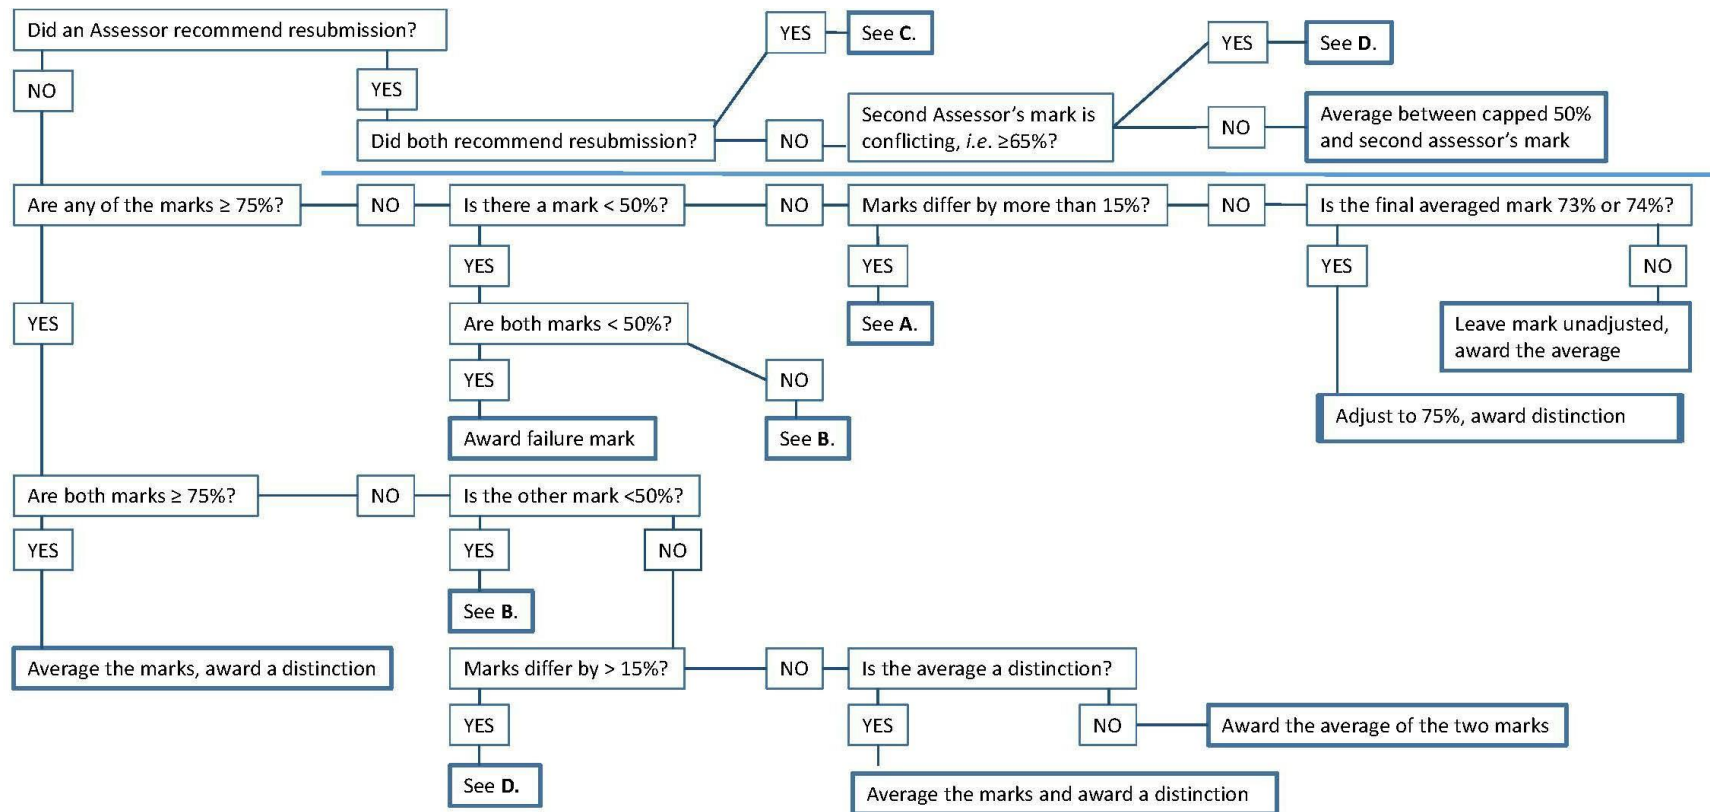 Did an Assessor recommend resubmission?
YES
See C.
YES
See D.
NO
YES
Did both recommend resubmission?
NO
Second Assessor's mark is
conflicting, i.e. ≥65%?
NO
Average between capped 50%
and second assessor's mark
Are any of the marks ≥ 75%?
NO
Is there a mark < 50%?
NO
Marks differ by more than 15%?
NO
Is the final averaged mark 73% or 74%?
YES
YES
YES
NO
YES
Are both marks < 50%?
See A.
Leave mark unadjusted,
award the average
YES
NO
Award failure mark
See B.
Adjust to 75%, award distinction
Are both marks ≥ 75%?
NO
Is the other mark <50%?
YES
YES
NO
See B.
Average the marks, award a distinction
Marks differ by > 15%?
NO
Is the average a distinction?
YES
YES
NO
Award the average of the two marks
See D.
Average the marks and award a distinction